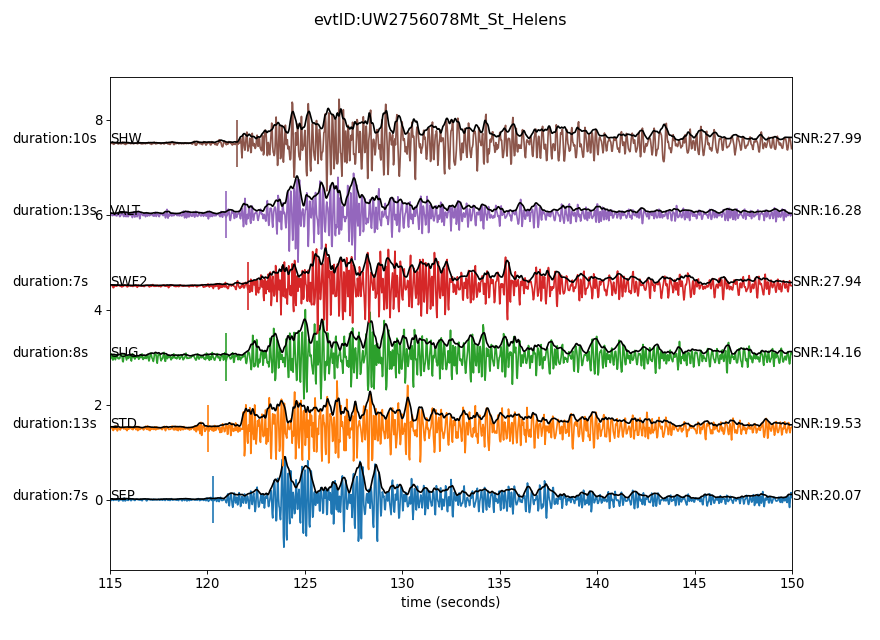 evtID:UW2756078Mt_St_Helens
8
duration:10s SHW SNR:27.99
duration:13s VALT SNR:16.28
6
duration:7s SWF2 SNR:27.94
4
duration:8s SUG SNR:14.16
2
duration:13s STD SNR:19.53
duration:7s SEP SNR:20.07
0
115 120 125 130 135 140 145 150
time (seconds)